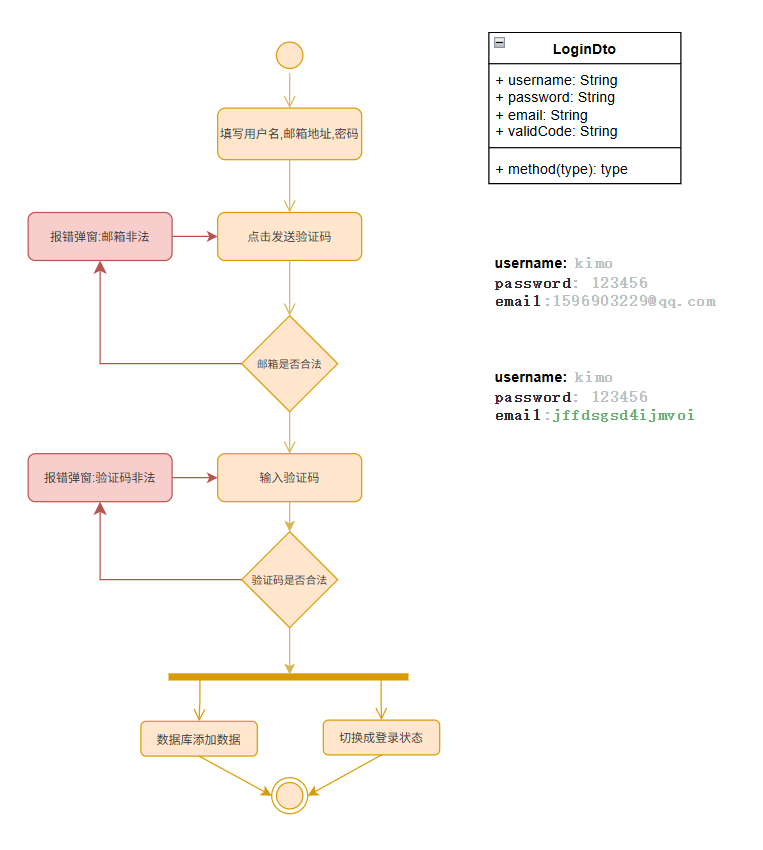 填写用户名,邮箱地址,密码
报错弹窗:邮箱非法
点击发送验证码
邮箱是否合法
报错弹窗:验证码非法
输入验证码
验证码是否合法
数据库添加数据
切换成登录状态
LoginDto
+ username: String
+ password: String
+ email: String
+ validCode: String
+ method(type): type
username: kimo
password: 123456
email:1596903229@qq.com
username: kimo
password: 123456
email:jffdsgsd4ijmvoi